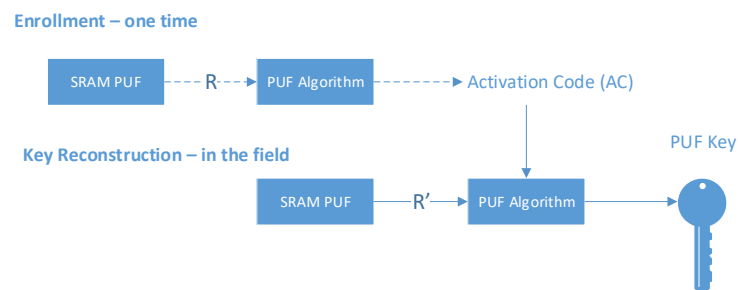 Enrollment – one time
SRAM PUF
R
PUF Algorithm
Activation Code (AC)
PUF Key
Key Reconstruction – in the field
SRAM PUF
R’
PUF Algorithm